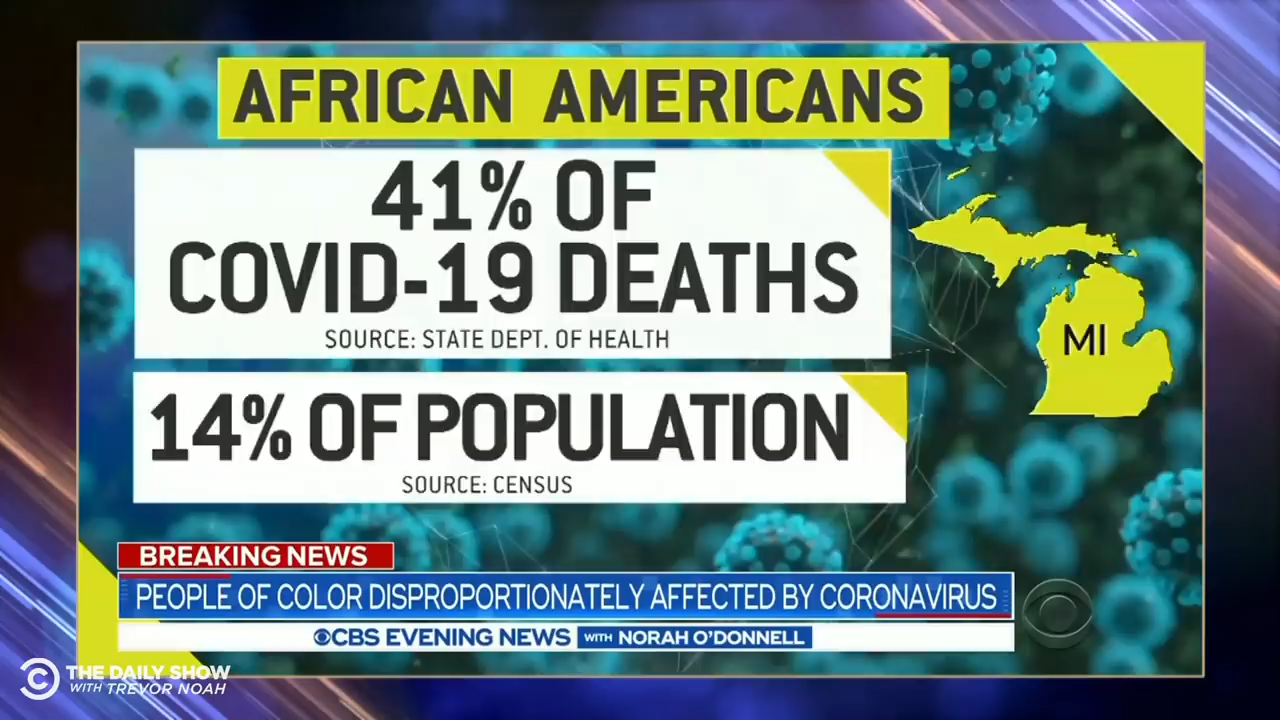 AFRICAN AMERICANS
41% OF
COVID-19 DEATHS
SOURCE: STATE DEPT. OF HEALTH
MI
14% OF POPULATION
SOURCE: CENSUS
BREAKING NEWS
PEOPLE OF COLOR DISPROPORTIONATELY AFFECTED BY CORONAVIRUS
CBS EVENING NEWS WITH NORAH O'DONNELL
THE DAILY SHOW
WITH TREVOR NOAH